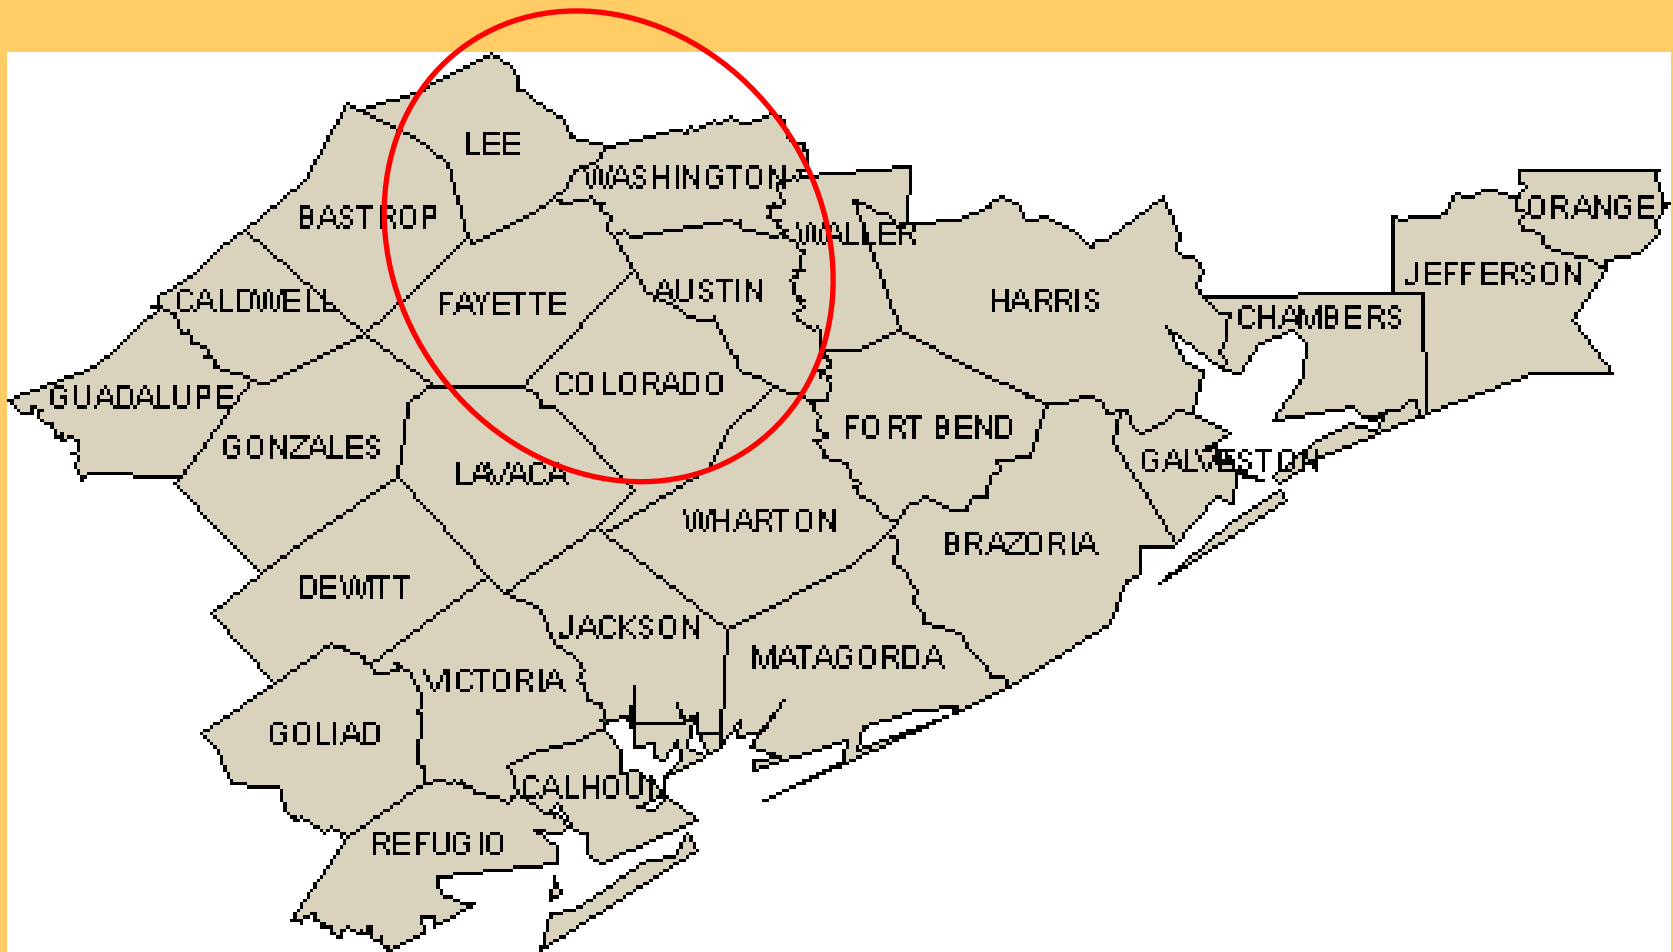 LEE
WASHINGTON
BASTROP
WALLER
ORANGE
JEFFERSON
CALDWELL
FAYETTE
AUSTIN
HARRIS
CHAMBERS
GUADALUPE
COLORADO
FORT BEND
GONZALES
LAVACA
GALVESTON
WHARTON
BRAZORIA
DEWITT
JACKSON
MATAGORDA
VICTORIA
GOLIAD
CALHOUN
REFUGIO